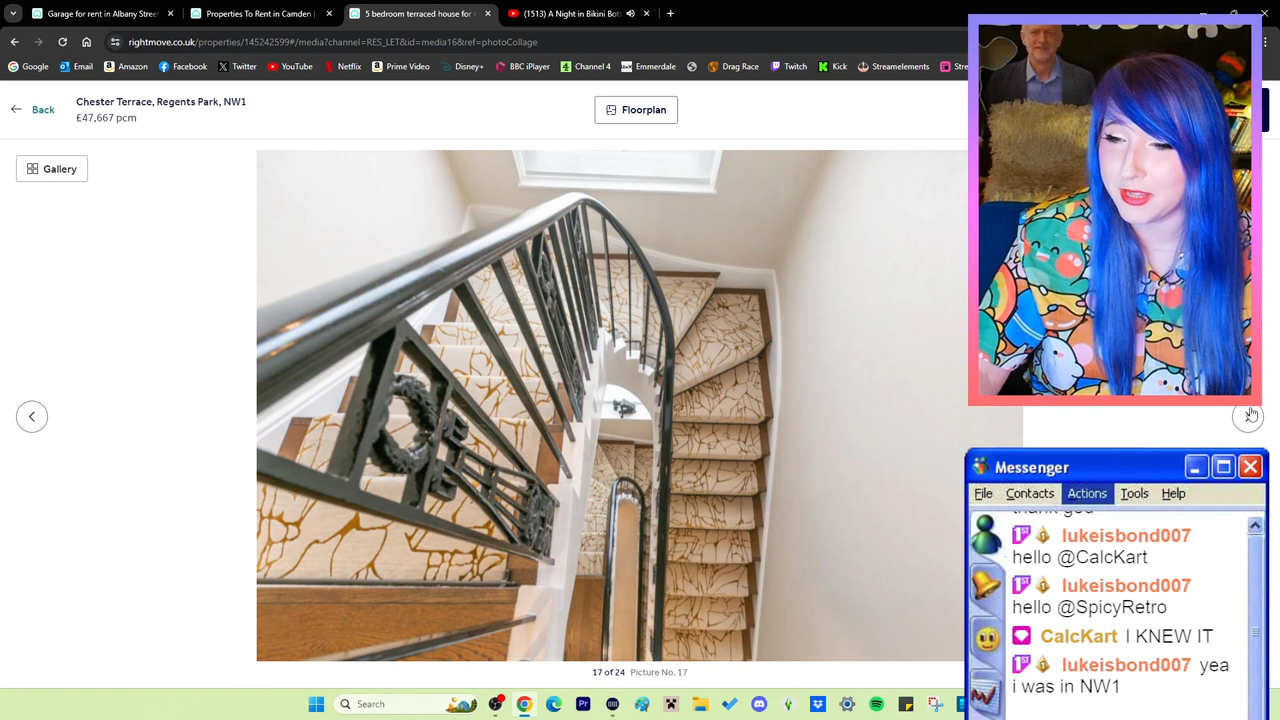 Garage for rent in Albany Street
Properties To Rent in Camden
5 bedroom terraced house for
(1513) A Night in Bikini Bott
rightmove.co.uk/properties/145242599#/media?channel=RES_LET&id=media16&ref=photoCollage
Google Email Amazon Facebook Twitter YouTube Netflix Prime Video Disney+ BBC iPlayer Channel 4 Emmerdale Drag Race Twitch Kick Streamelements
Back
Chester Terrace, Regents Park, NW1
£47,667 pcm
Floorplan
Gallery
17 of 24 Picture No. 17
Messenger
File Contacts Actions Tools Help
thank you
lukeisbond007
hello @CalcKart
lukeisbond007
hello @SpicyRetro
CalcKart I KNEW IT
lukeisbond007 yea
i was in NW1
Search